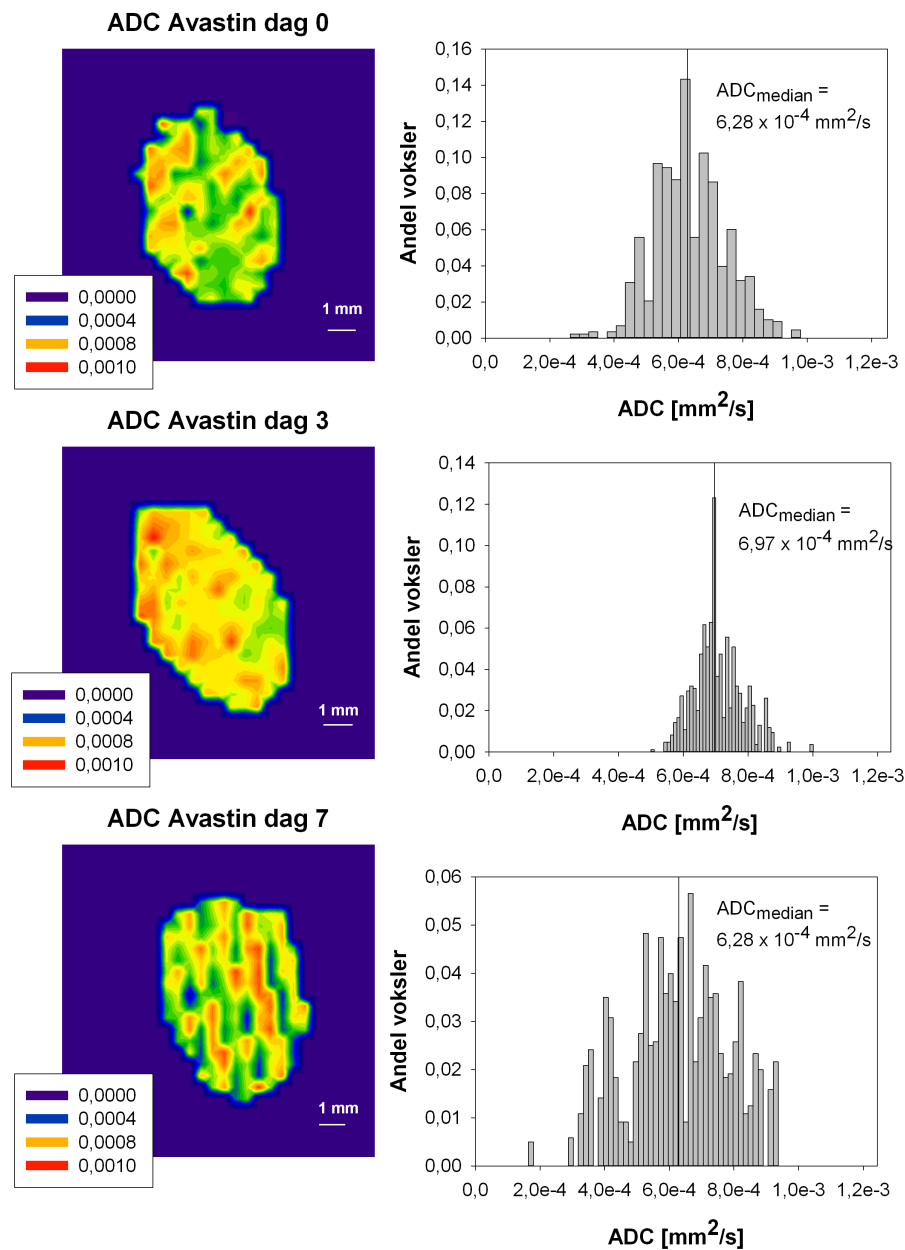 ADC Avastin dag 0
0,0000
0,0004
0,0008
0,0010
1 mm
Andel voksler
0,16
0,14
0,12
0,10
0,08
0,06
0,04
0,02
0,00
ADCmedian =
6,28 x 10-4 mm2/s
0,0 2,0e-4 4,0e-4 6,0e-4 8,0e-4 1,0e-3 1,2e-3
ADC [mm2/s]
ADC Avastin dag 3
0,0000
0,0004
0,0008
0,0010
1 mm
Andel voksler
0,14
0,12
0,10
0,08
0,06
0,04
0,02
0,00
ADCmedian =
6,97 x 10-4 mm2/s
0,0 2,0e-4 4,0e-4 6,0e-4 8,0e-4 1,0e-3 1,2e-3
ADC [mm2/s]
ADC Avastin dag 7
0,0000
0,0004
0,0008
0,0010
1 mm
Andel voksler
0,06
0,05
0,04
0,03
0,02
0,01
0,00
ADCmedian =
6,28 x 10-4 mm2/s
0,0 2,0e-4 4,0e-4 6,0e-4 8,0e-4 1,0e-3 1,2e-3
ADC [mm2/s]